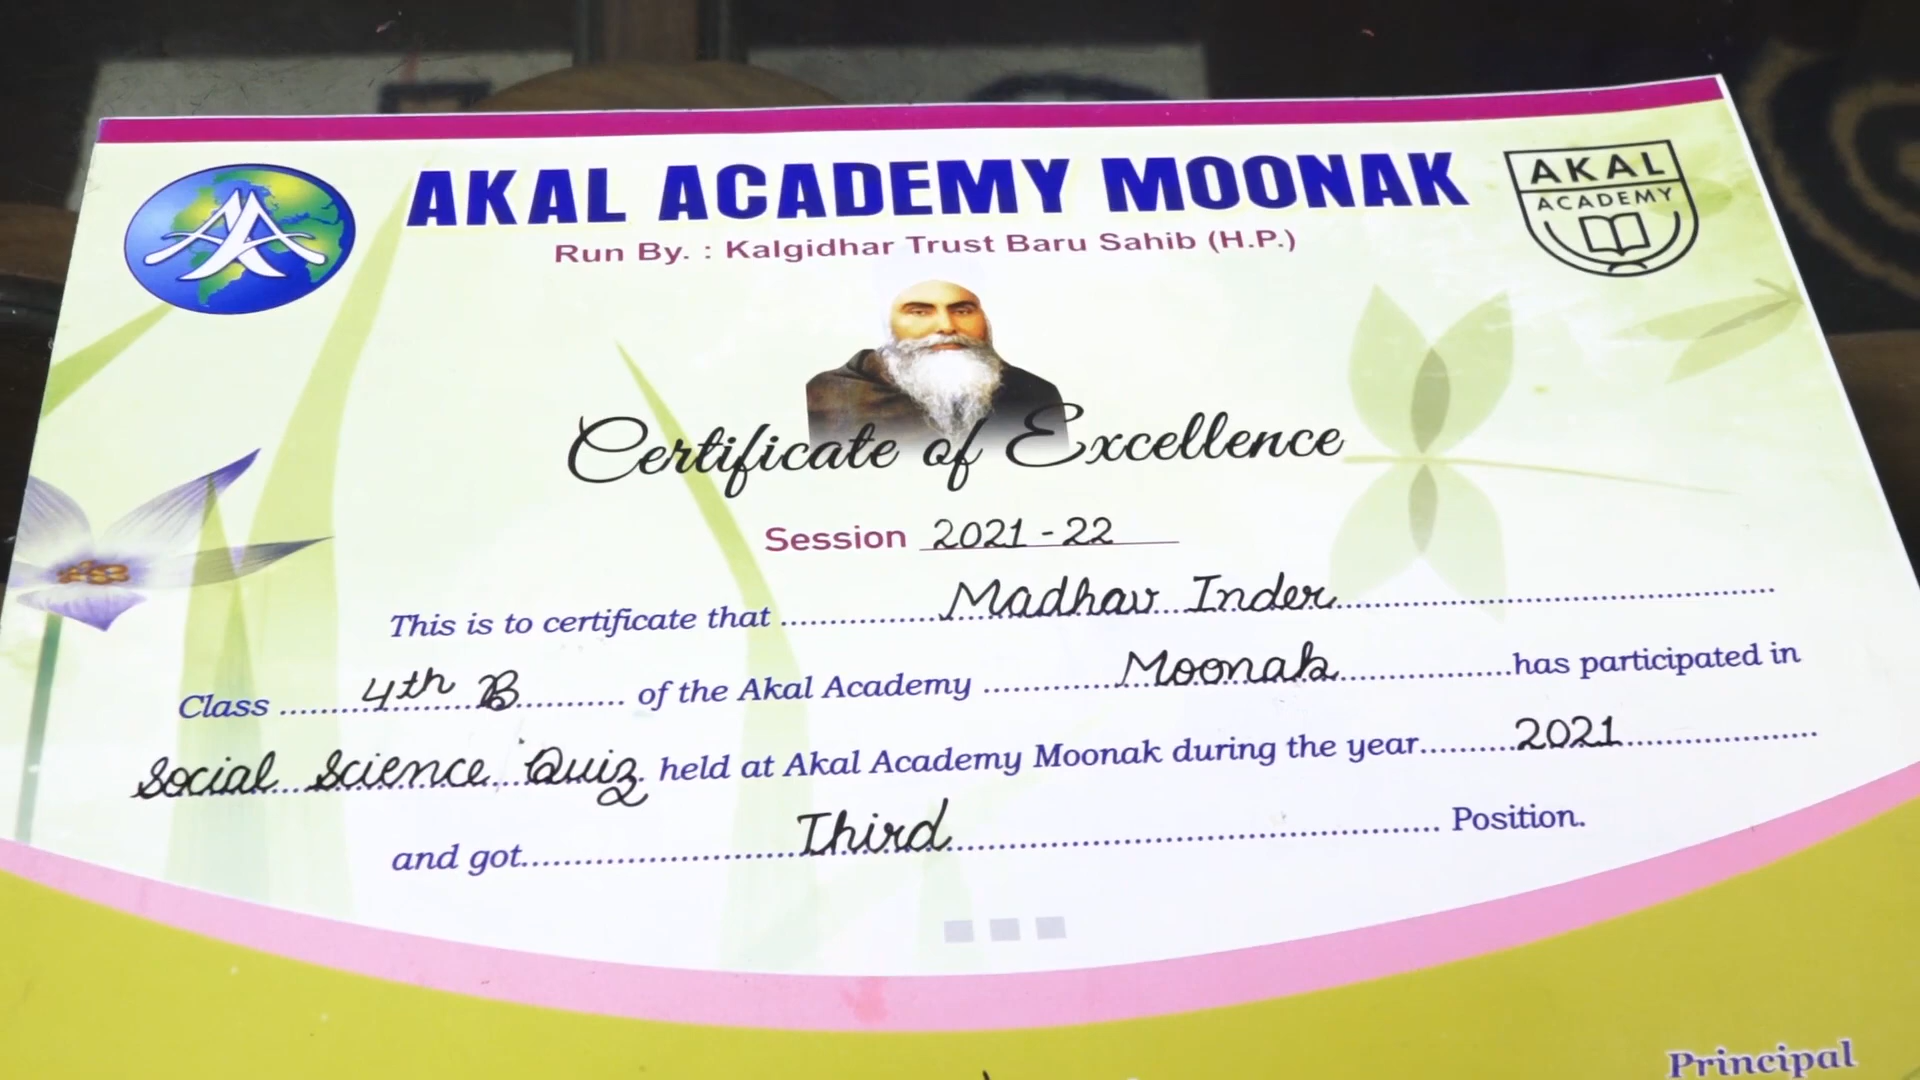 AKAL ACADEMY MOONAK
AKAL
ACADEMY
Run By. : Kalgidhar Trust Baru Sahib (H.P.)
Certificate of Excellence
Session 2021 - 22
This is to certificate that Madhav Inder
Class 4th B of the Akal Academy Moonak has participated in
Social Science Quiz held at Akal Academy Moonak during the year 2021
and got Third Position.
Principal